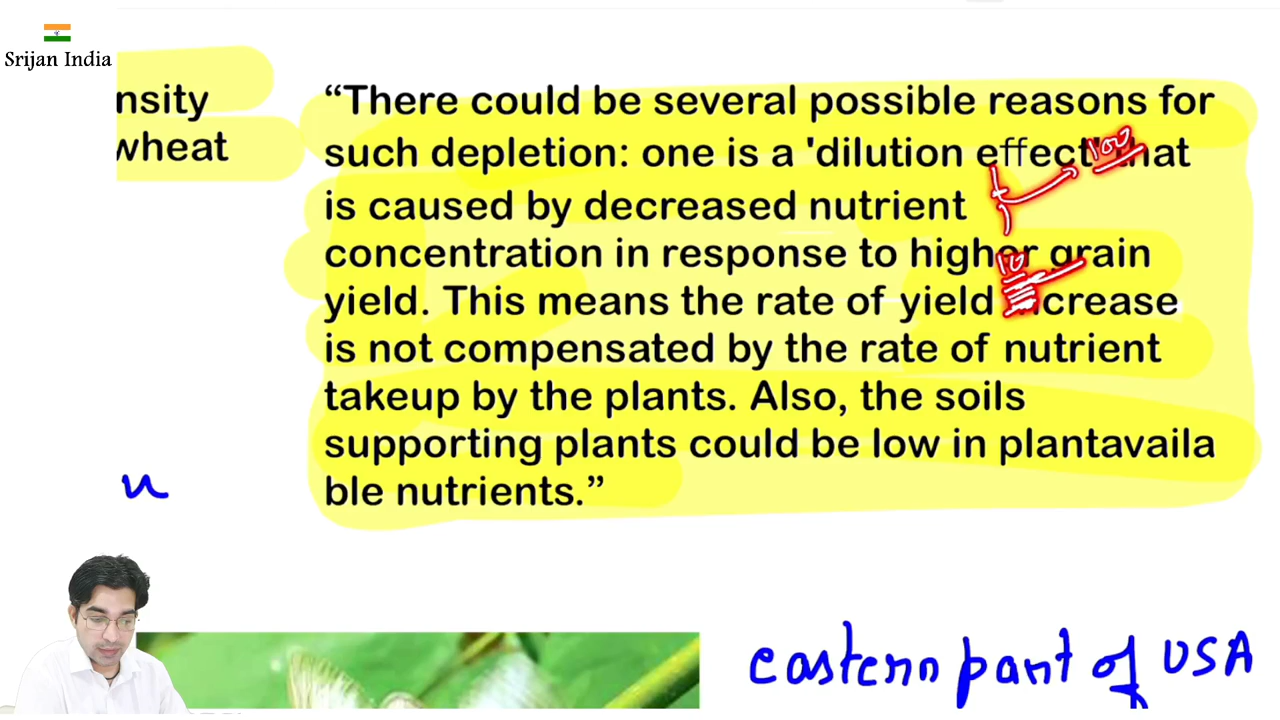 Srijan India
nsity
wheat
“There could be several possible reasons for
such depletion: one is a 'dilution effect' that
is caused by decreased nutrient
concentration in response to higher grain
yield. This means the rate of yield increase
is not compensated by the rate of nutrient
takeup by the plants. Also, the soils
supporting plants could be low in plantavaila
ble nutrients.”
100
10
u
eastern part of USA